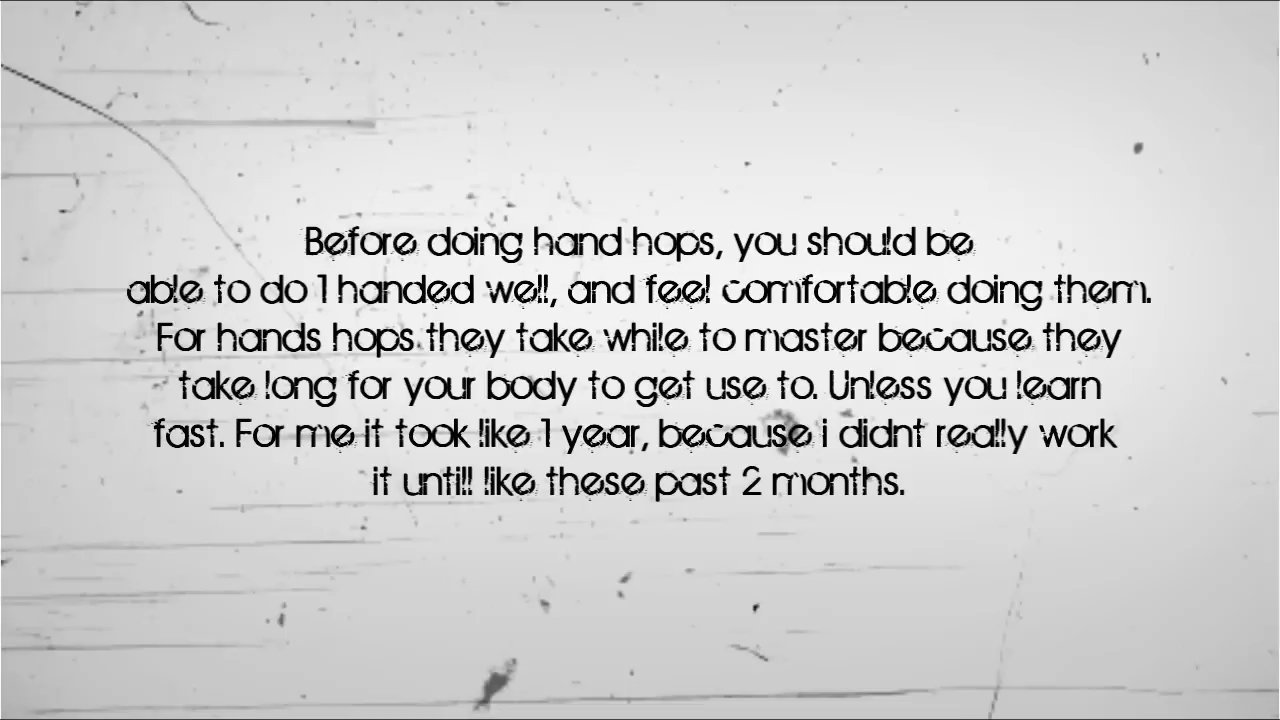 Before doing hand hops, you should be
able to do 1 handed well, and feel comfortable doing them.
For hands hops they take while to master because they
take long for your body to get use to. Unless you learn
fast. For me it took like 1 year, because i didnt really work
it untill like these past 2 months.